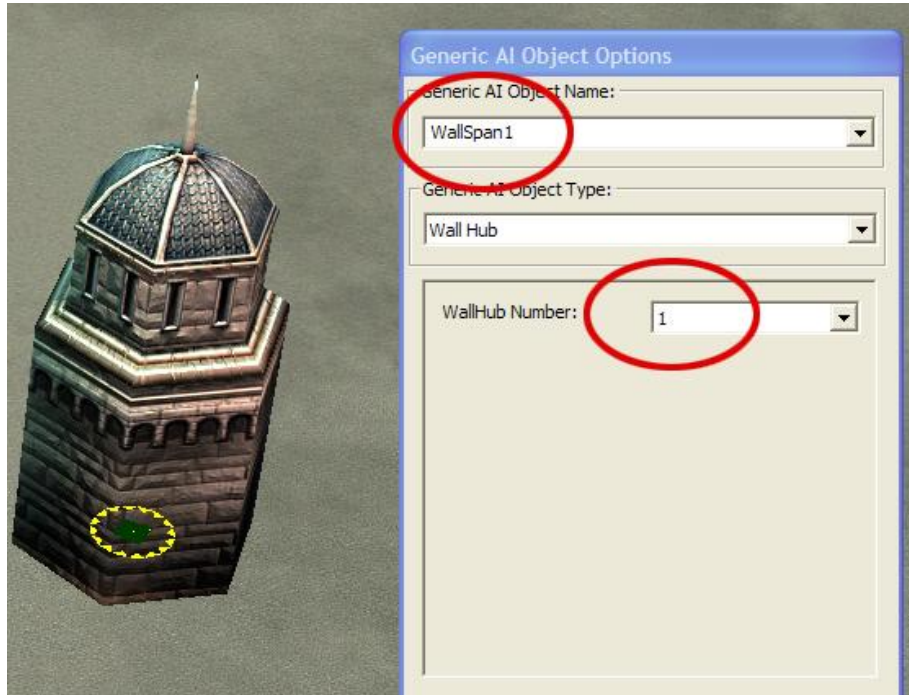 Generic AI Object Options
Generic AI Object Name:
WallSpan1
Generic AI Object Type:
Wall Hub
WallHub Number:
1